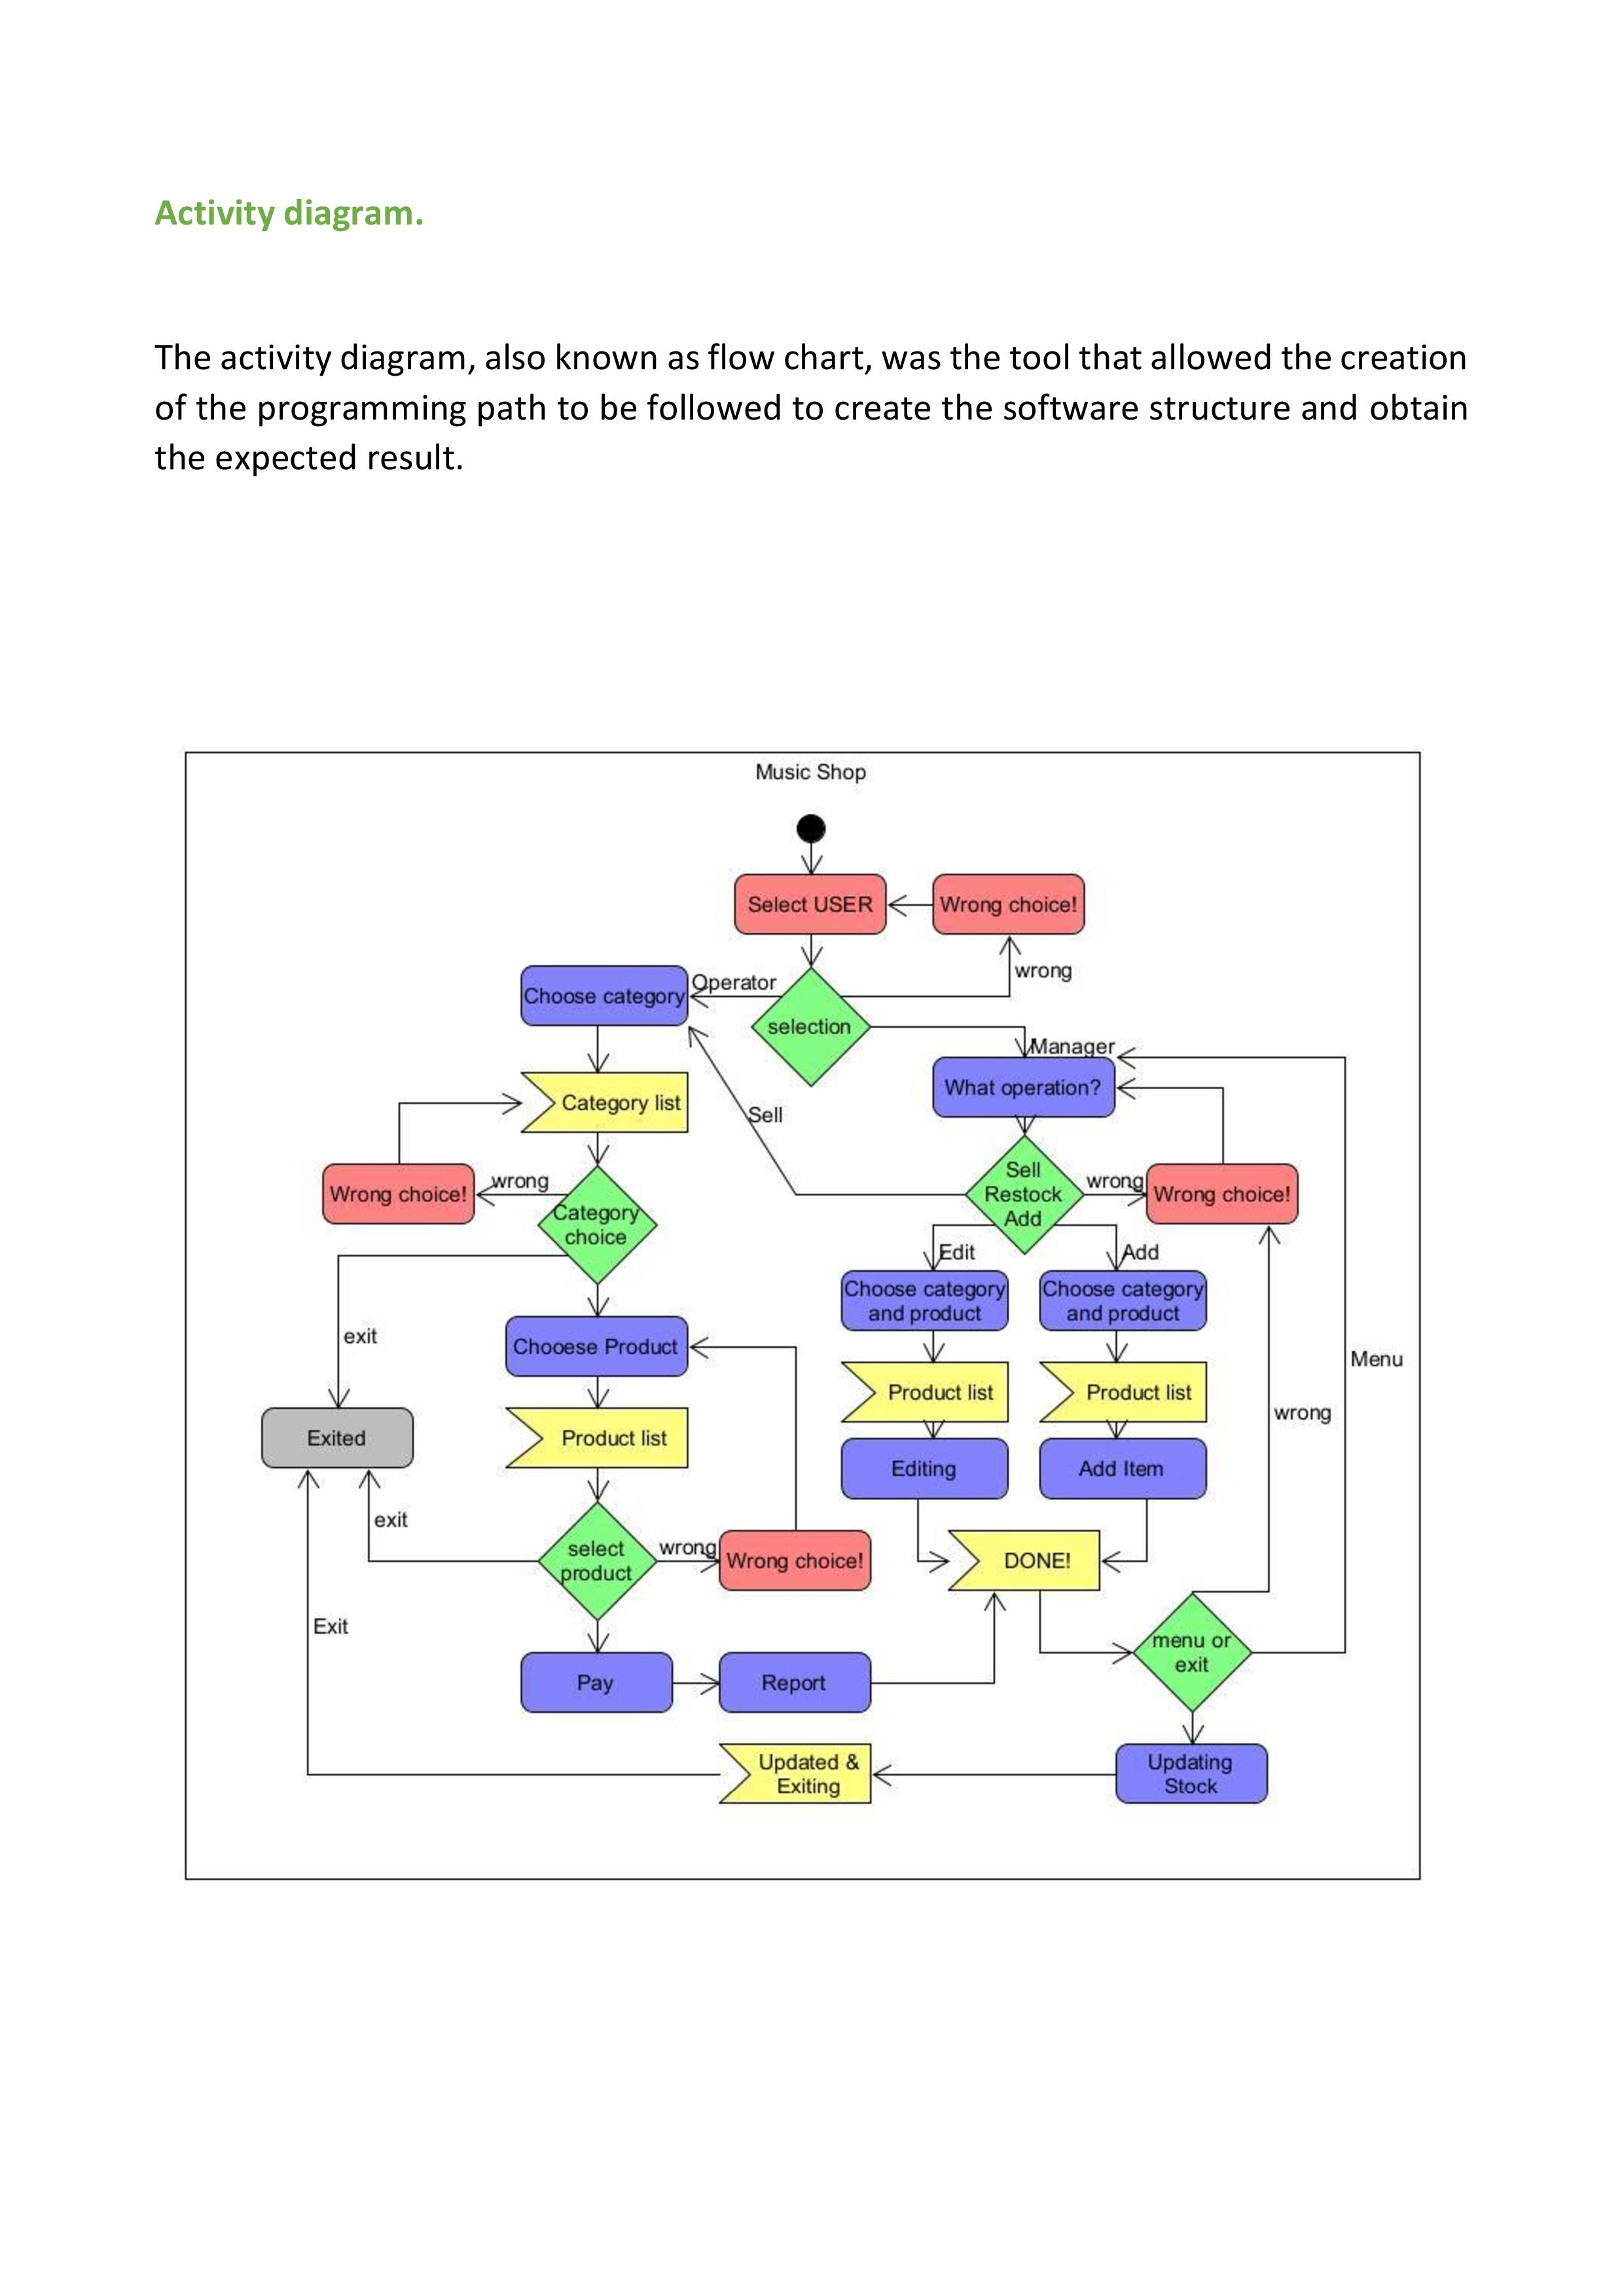 Activity diagram.
The activity diagram, also known as flow chart, was the tool that allowed the creation
of the programming path to be followed to create the software structure and obtain
the expected result.
Music Shop
Select USER
Wrong choice!
wrong
Operator
Choose category
selection
Manager
What operation?
Category list
Sell
Wrong choice!
wrong
Category
choice
Sell
Restock
Add
wrong
Wrong choice!
Edit
Add
Choose category
and product
Choose category
and product
exit
Chooese Product
Menu
Product list
Product list
wrong
Exited
Product list
Editing
Add Item
exit
select
product
wrong
Wrong choice!
DONE!
Exit
menu or
exit
Pay
Report
Updated &
Exiting
Updating
Stock